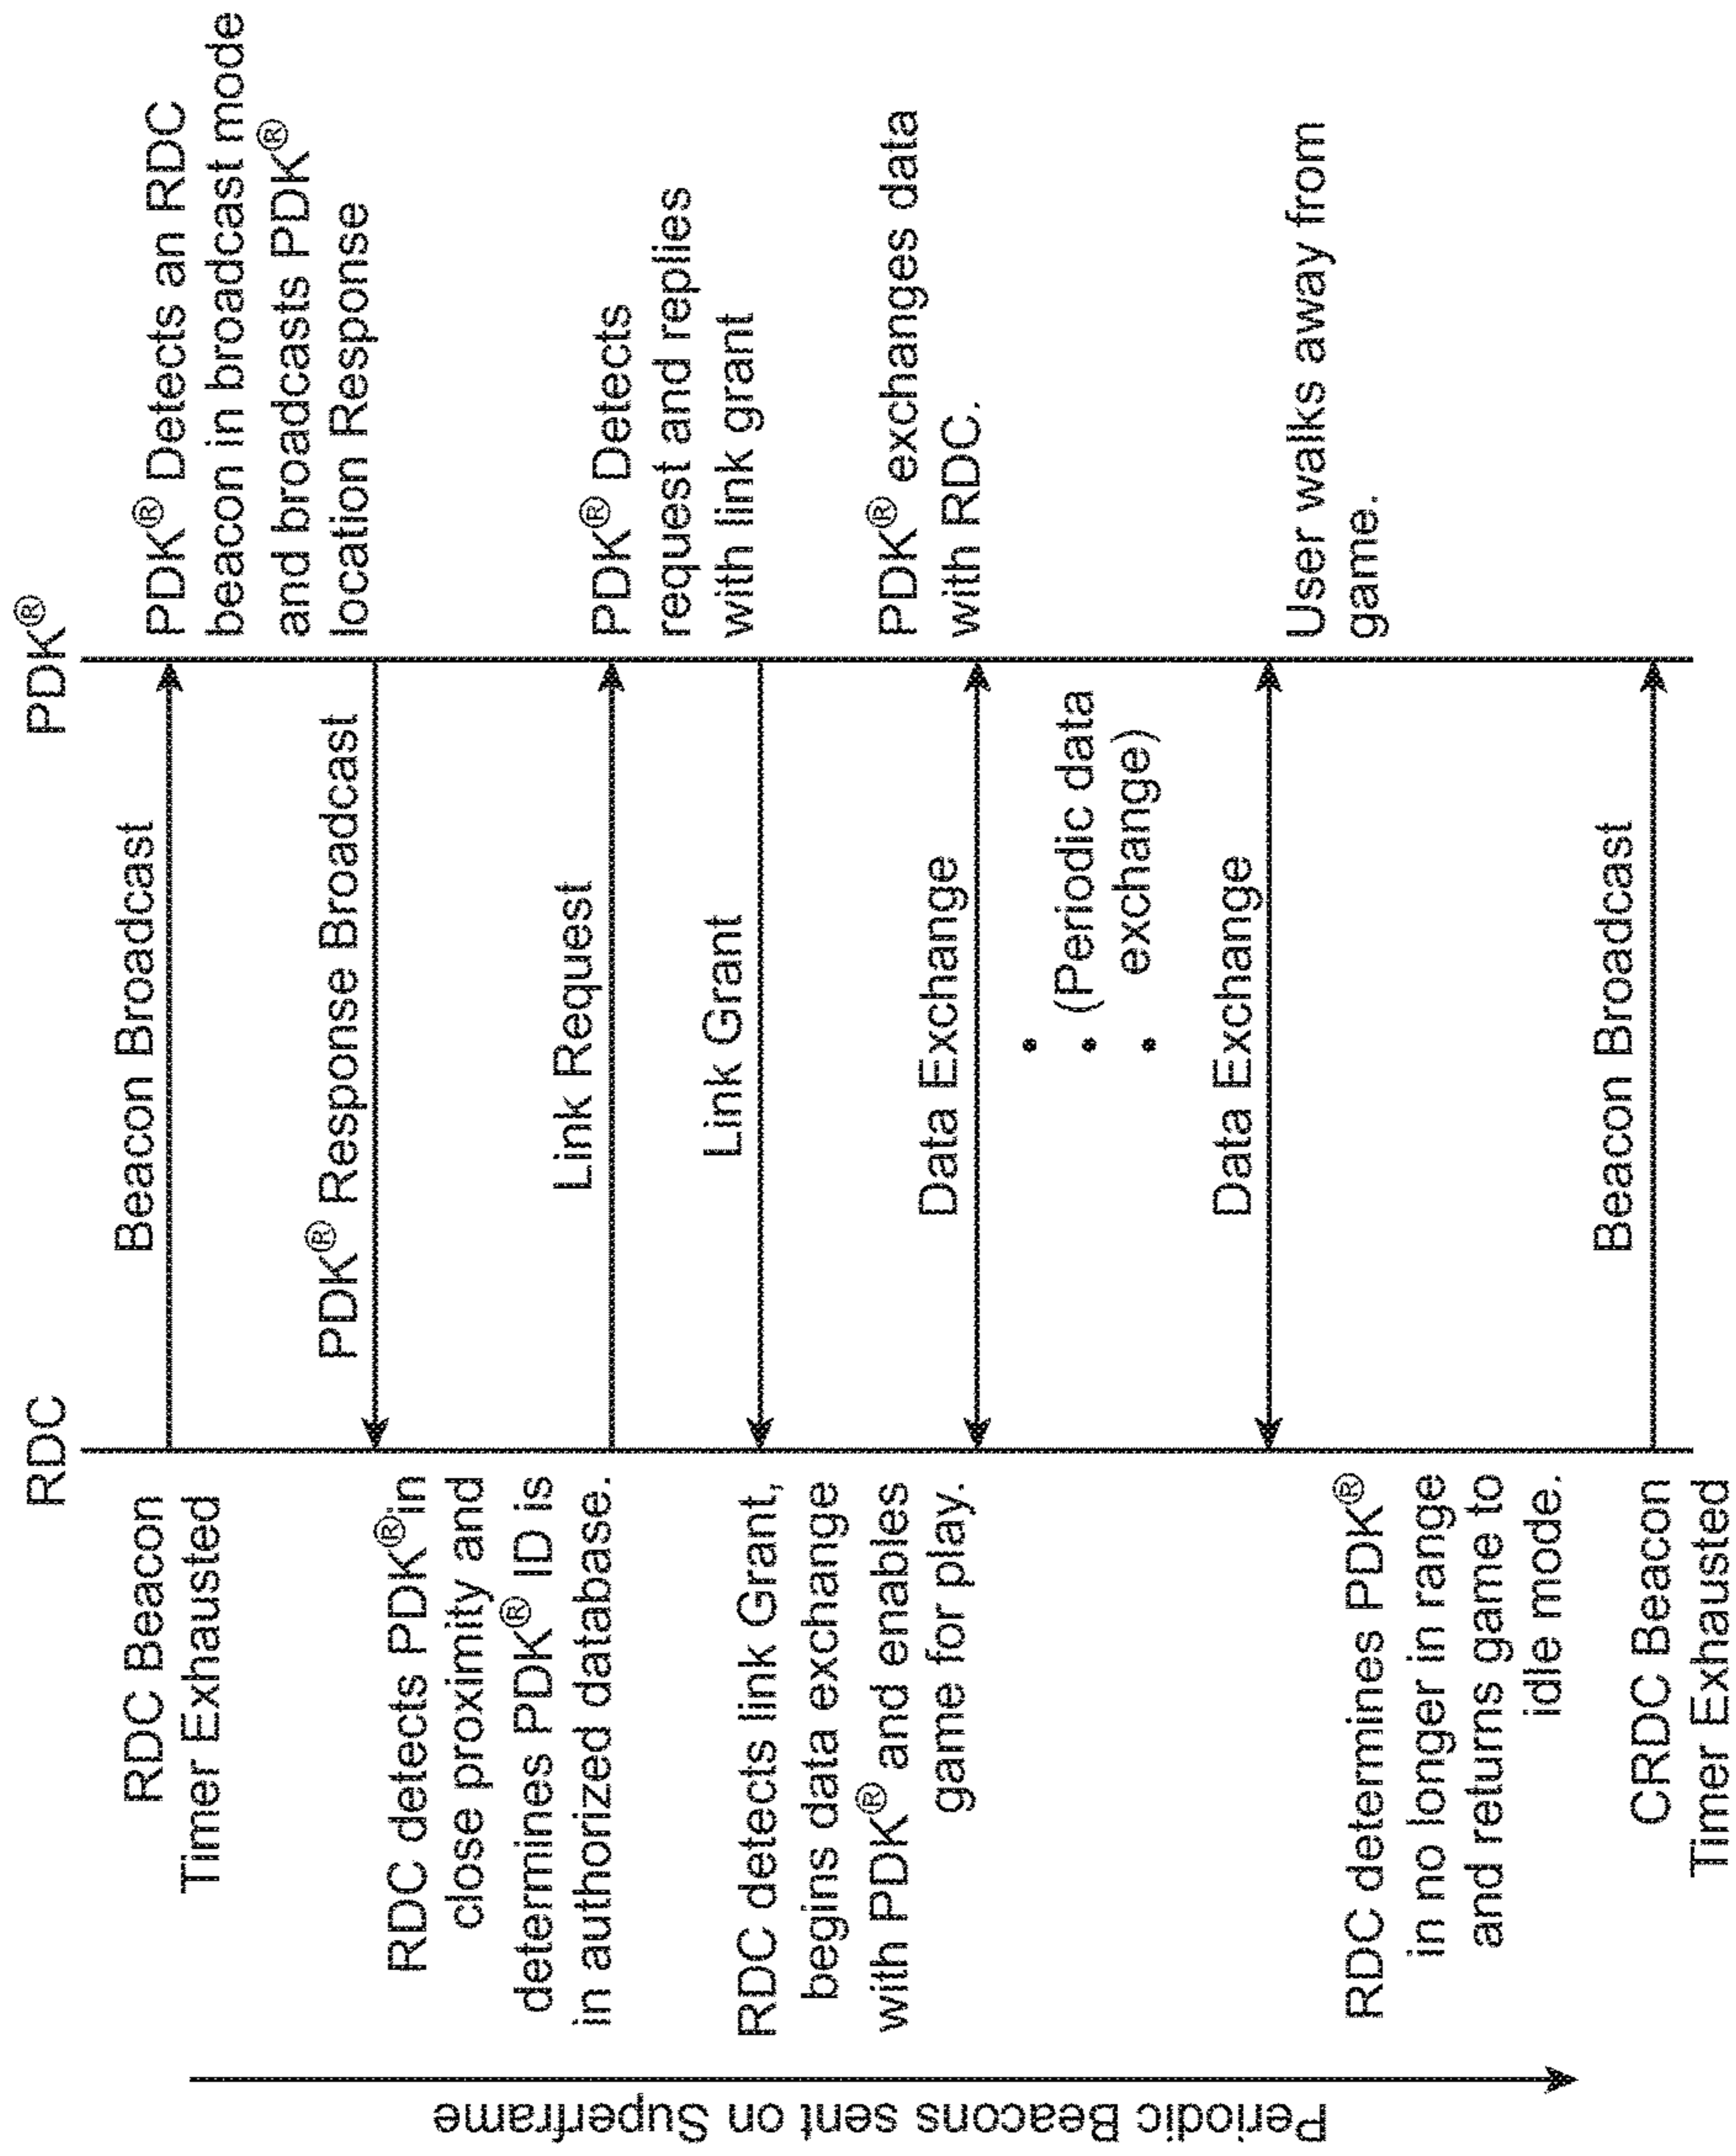 RDC
PDK®
RDC Beacon
Timer Exhausted
Beacon Broadcast
PDK® Detects an RDC
beacon in broadcast mode
and broadcasts PDK®
location Response
PDK® Response Broadcast
RDC detects PDK® in
close proximity and
determines PDK® ID is
in authorized database.
Link Request
PDK® Detects
request and replies
with link grant
Link Grant
RDC detects link Grant,
begins data exchange
with PDK® and enables
game for play.
Data Exchange
PDK® exchanges data
with RDC.
(Periodic data
exchange)
Data Exchange
User walks away from
game.
RDC determines PDK®
in no longer in range
and returns game to
idle mode.
CRDC Beacon
Timer Exhausted
Beacon Broadcast
Periodic Beacons sent on Superframe